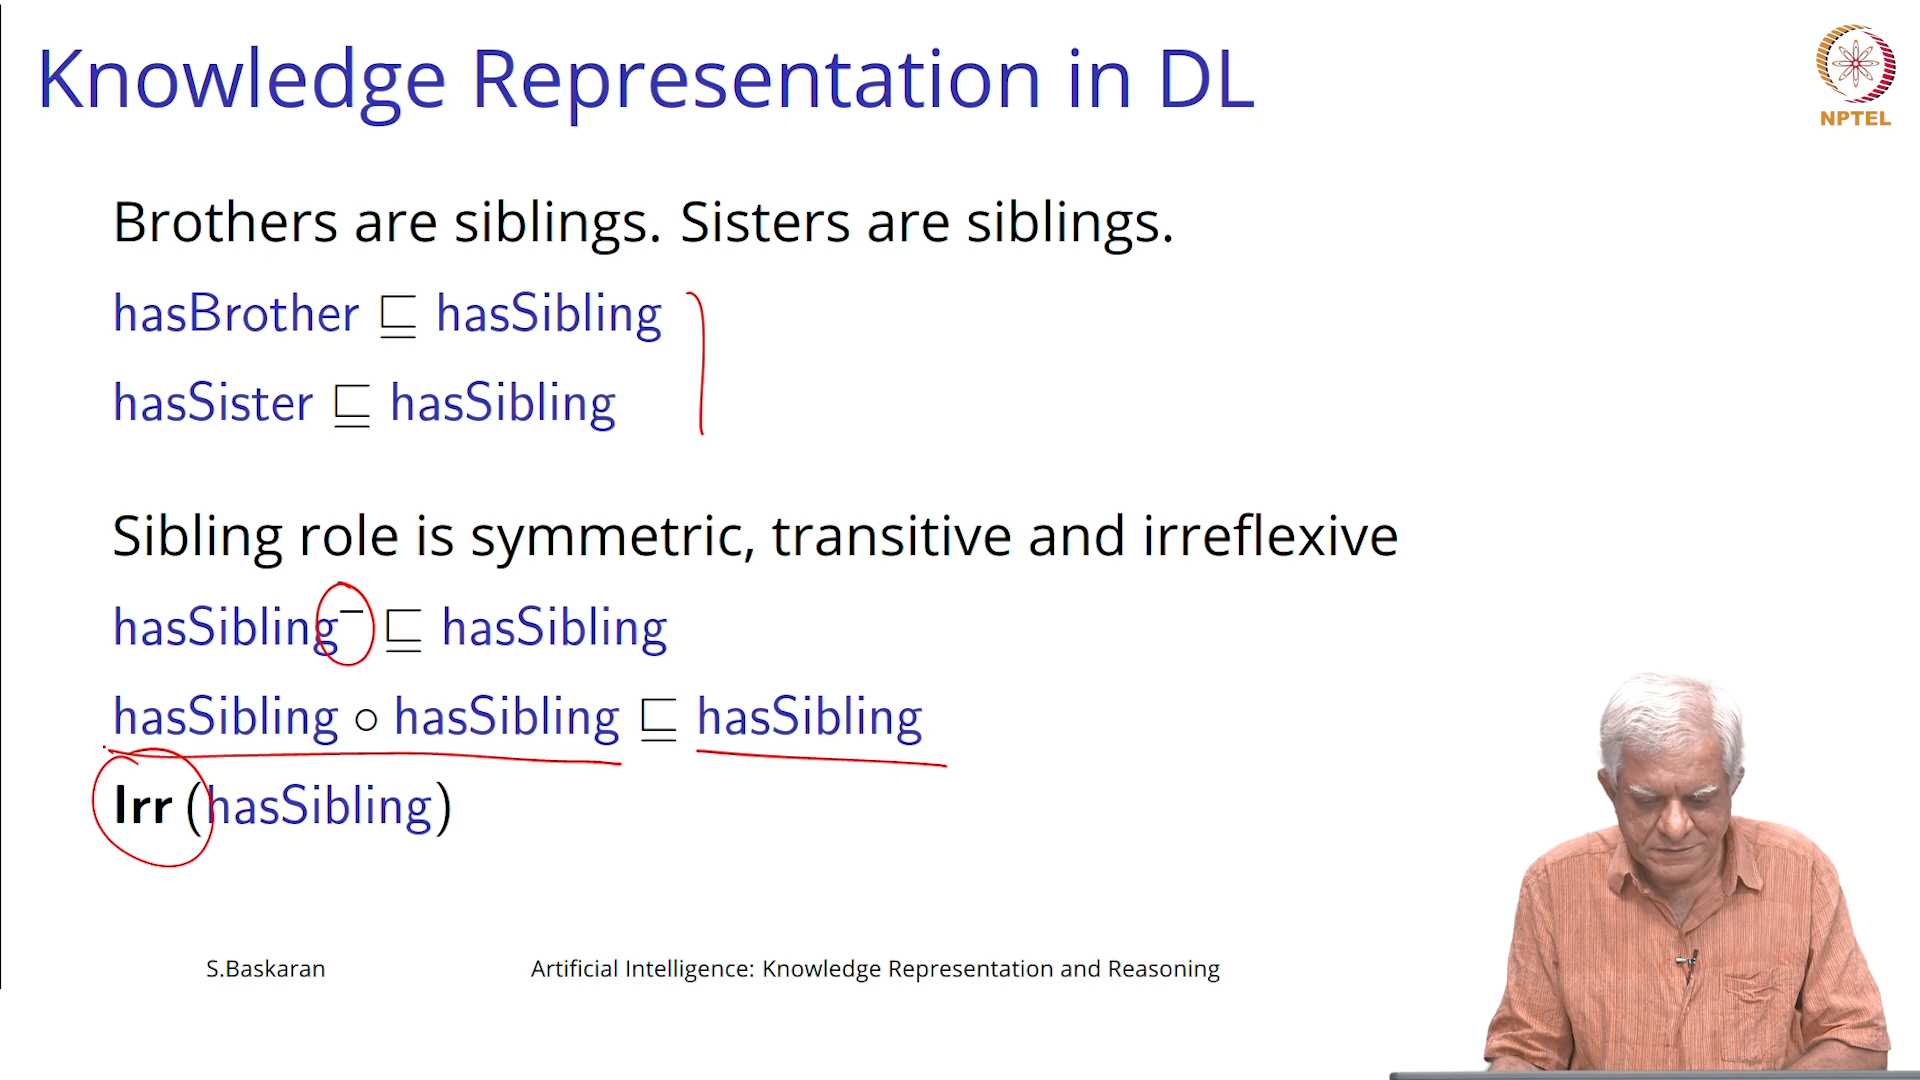 Knowledge Representation in DL
NPTEL
Brothers are siblings. Sisters are siblings.
hasBrother ⊑ hasSibling
hasSister ⊑ hasSibling
Sibling role is symmetric, transitive and irreflexive
hasSibling⁻ ⊑ hasSibling
hasSibling ∘ hasSibling ⊑ hasSibling
Irr (hasSibling)
S.Baskaran Artificial Intelligence: Knowledge Representation and Reasoning